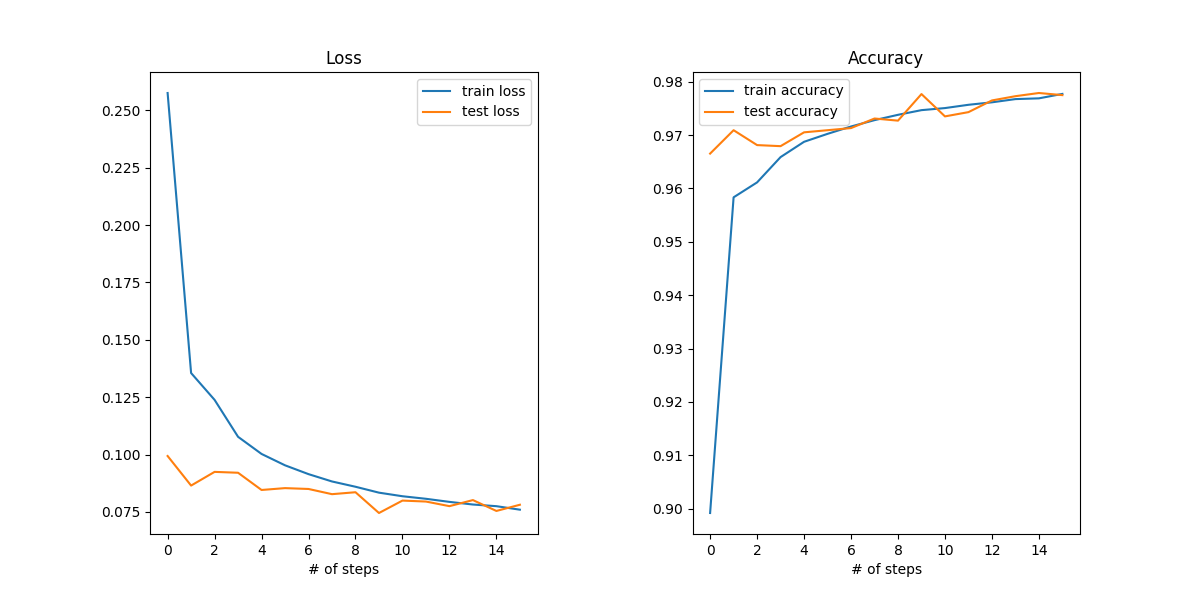 Loss
train loss
test loss
0.250
0.225
0.200
0.175
0.150
0.125
0.100
0.075
0 2 4 6 8 10 12 14
# of steps
Accuracy
train accuracy
test accuracy
0.98
0.97
0.96
0.95
0.94
0.93
0.92
0.91
0.90
0 2 4 6 8 10 12 14
# of steps